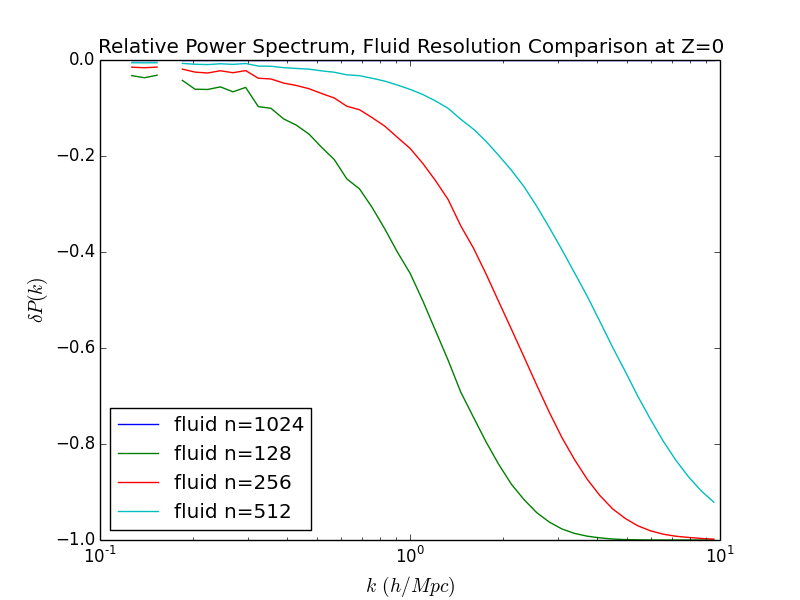 Relative Power Spectrum, Fluid Resolution Comparison at Z=0
0.0
−0.2
−0.4
−0.6
−0.8
−1.0
δP(k)
fluid n=1024
fluid n=128
fluid n=256
fluid n=512
10⁻¹ 10⁰ 10¹
k (h/Mpc)